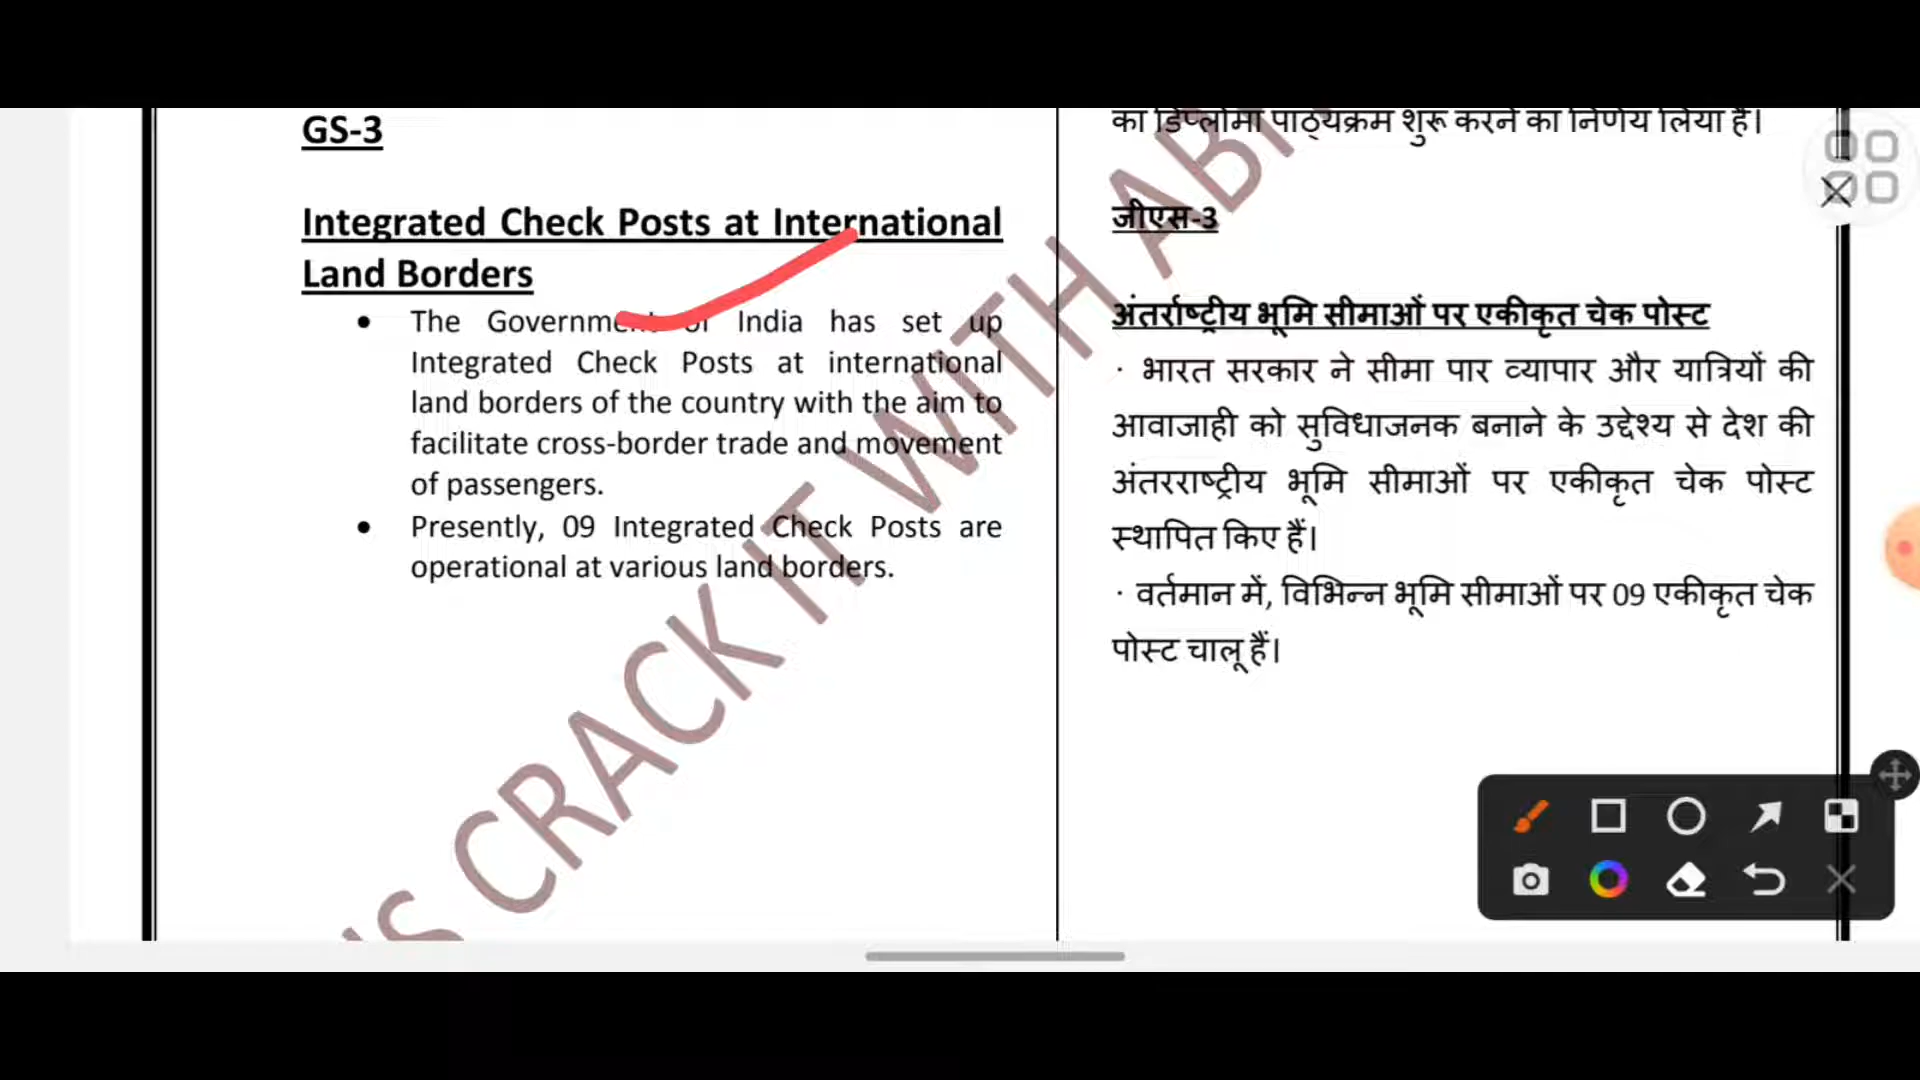 GS-3
Integrated Check Posts at International
Land Borders
• The Government of India has set up
Integrated Check Posts at international
land borders of the country with the aim to
facilitate cross-border trade and movement
of passengers.
• Presently, 09 Integrated Check Posts are
operational at various land borders.
का डिप्लोमा पाठ्यक्रम शुरू करने का निर्णय लिया है।
जीएस-3
अंतर्राष्ट्रीय भूमि सीमाओं पर एकीकृत चेक पोस्ट
· भारत सरकार ने सीमा पार व्यापार और यात्रियों की
आवाजाही को सुविधाजनक बनाने के उद्देश्य से देश की
अंतरराष्ट्रीय भूमि सीमाओं पर एकीकृत चेक पोस्ट
स्थापित किए हैं।
· वर्तमान में, विभिन्न भूमि सीमाओं पर 09 एकीकृत चेक
पोस्ट चालू हैं।
CRACK IT WITH